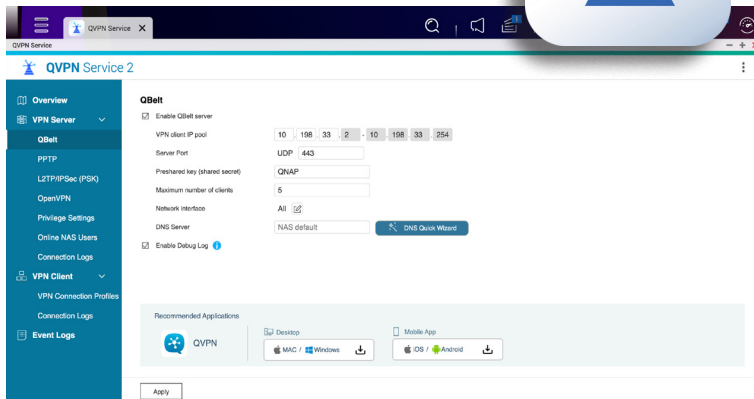 QVPN Service X
QVPN Service
QVPN Service 2
Overview
VPN Server
QBelt
PPTP
L2TP/IPSec (PSK)
OpenVPN
Privilege Settings
Online NAS Users
Connection Logs
VPN Client
VPN Connection Profiles
Connection Logs
Event Logs
QBelt
Enable QBelt server
VPN client IP pool 10 . 198 . 33 . 2 - 10 . 198 . 33 . 254
Server Port UDP 443
Preshared key (shared secret) QNAP
Maximum number of clients 5
Network interface All
DNS Server NAS default DNS Quick Wizard
Enable Debug Log
Recommended Applications
QVPN
Desktop
MAC / Windows
Mobile App
iOS / Android
Apply